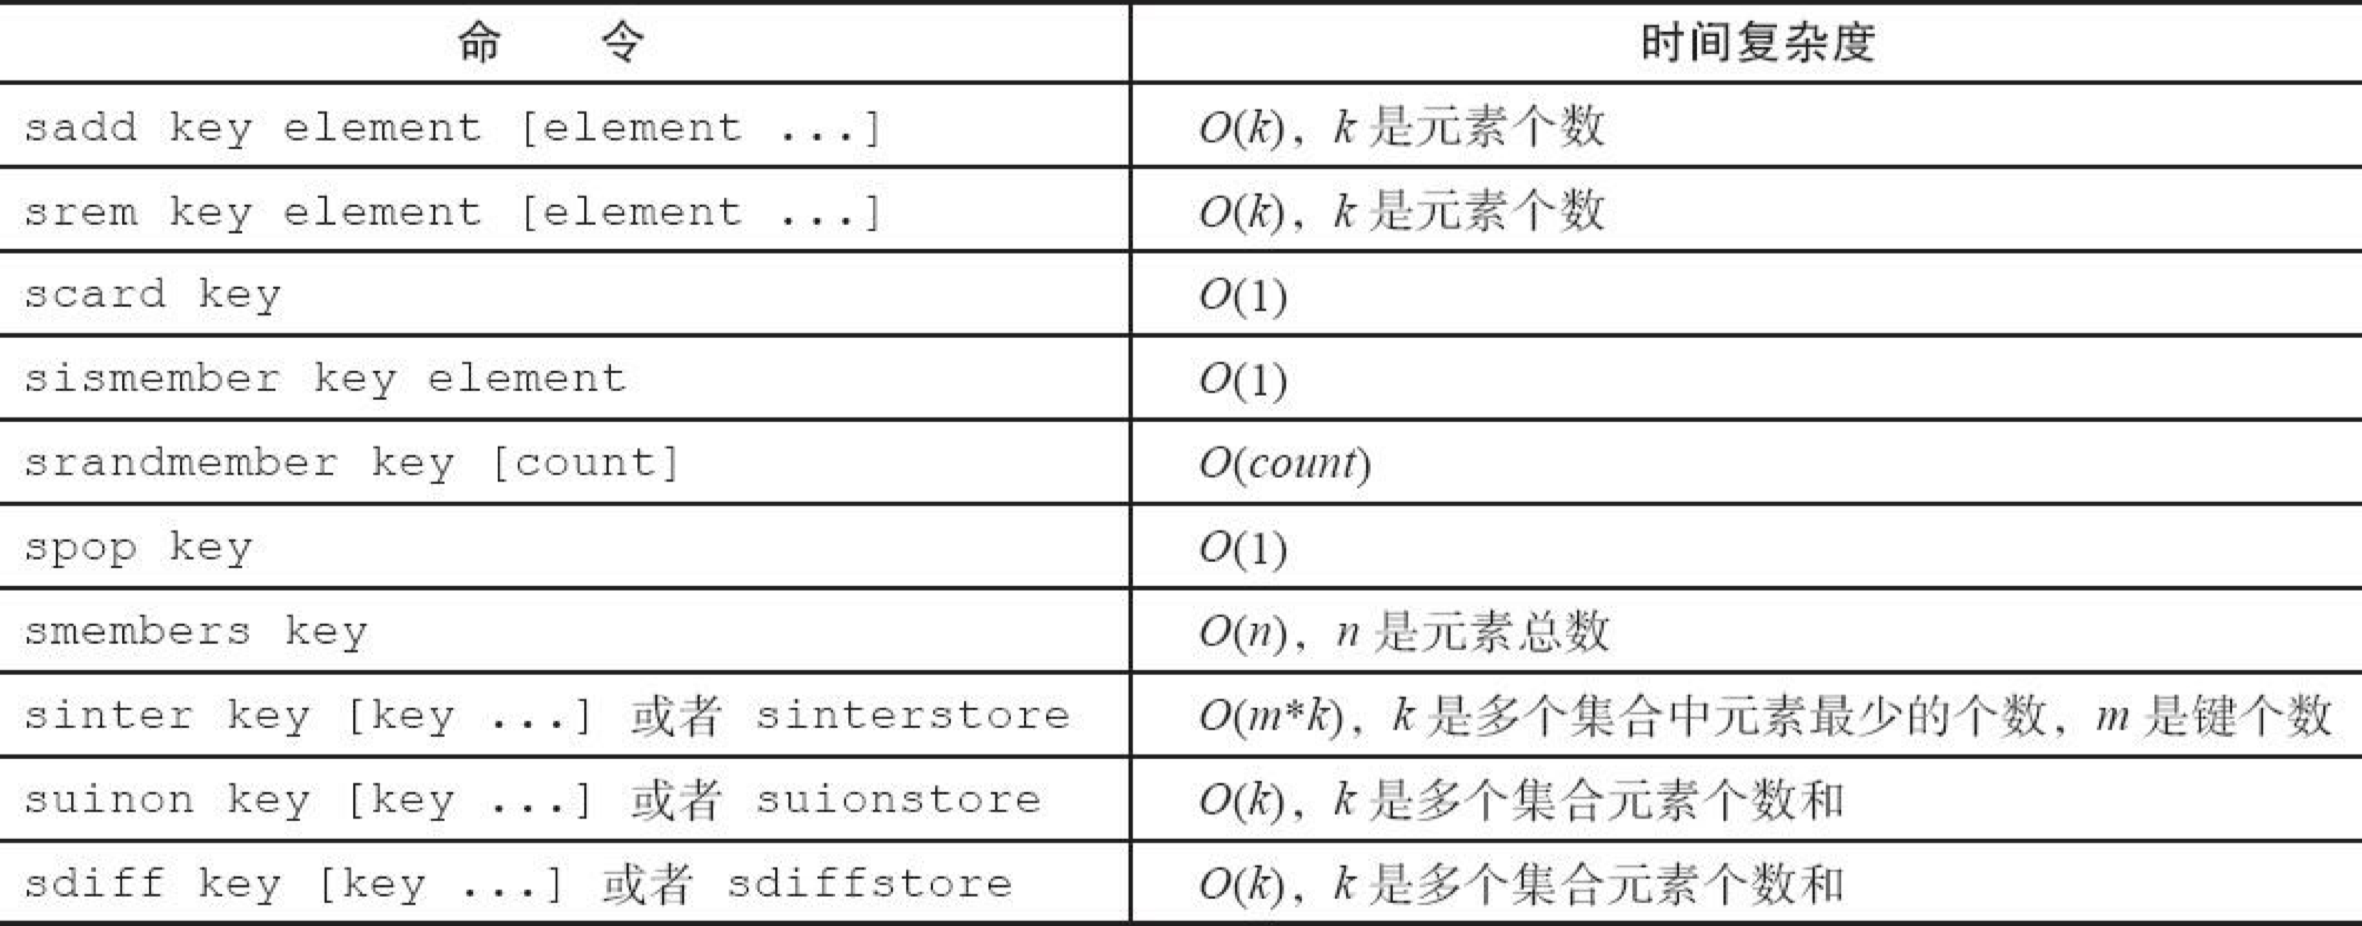 命 令 时间复杂度
sadd key element [element ...] O(k)，k 是元素个数
srem key element [element ...] O(k)，k 是元素个数
scard key O(1)
sismember key element O(1)
srandmember key [count] O(count)
spop key O(1)
smembers key O(n)，n 是元素总数
sinter key [key ...] 或者 sinterstore O(m*k)，k 是多个集合中元素最少的个数，m 是键个数
suinon key [key ...] 或者 suionstore O(k)，k 是多个集合元素个数和
sdiff key [key ...] 或者 sdiffstore O(k)，k 是多个集合元素个数和